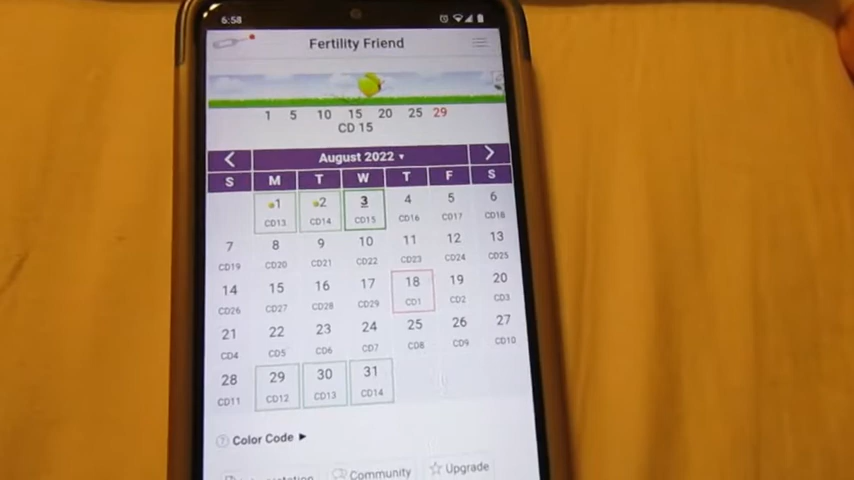 6:58
Fertility Friend
1 5 10 15 20 25 29
CD 15
August 2022
S M T W T F S
1 2 3 4 5 6
CD13 CD14 CD15 CD16 CD17 CD18
7 8 9 10 11 12 13
CD19 CD20 CD21 CD22 CD23 CD24 CD25
14 15 16 17 18 19 20
CD26 CD27 CD28 CD29 CD1 CD2 CD3
21 22 23 24 25 26 27
CD4 CD5 CD6 CD7 CD8 CD9 CD10
28 29 30 31
CD11 CD12 CD13 CD14
? Color Code
Community Upgrade